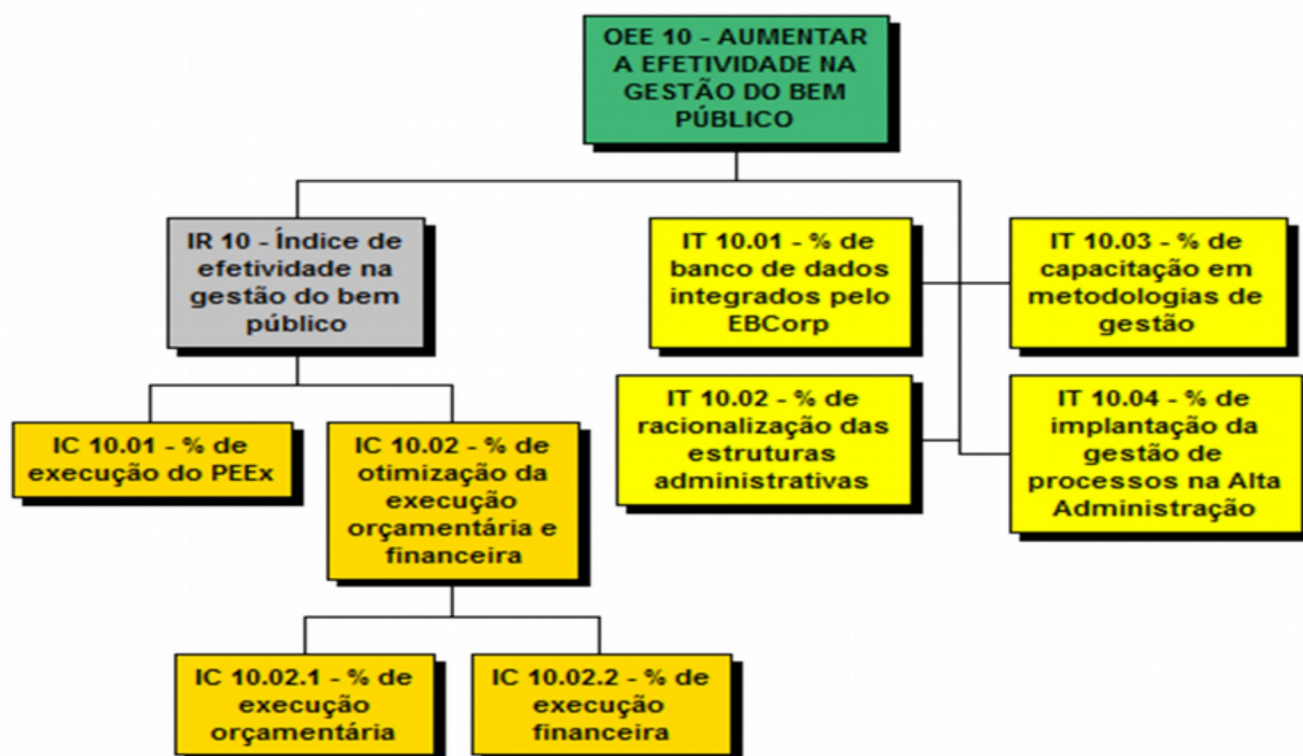 OEE 10 - AUMENTAR
A EFETIVIDADE NA
GESTÃO DO BEM
PÚBLICO
IR 10 - Índice de
efetividade na
gestão do bem
público
IT 10.01 - % de
banco de dados
integrados pelo
EBCorp
IT 10.03 - % de
capacitação em
metodologias de
gestão
IC 10.01 - % de
execução do PEEx
IC 10.02 - % de
otimização da
execução
orçamentária e
financeira
IT 10.02 - % de
racionalização das
estruturas
administrativas
IT 10.04 - % de
implantação da
gestão de
processos na Alta
Administração
IC 10.02.1 - % de
execução
orçamentária
IC 10.02.2 - % de
execução
financeira